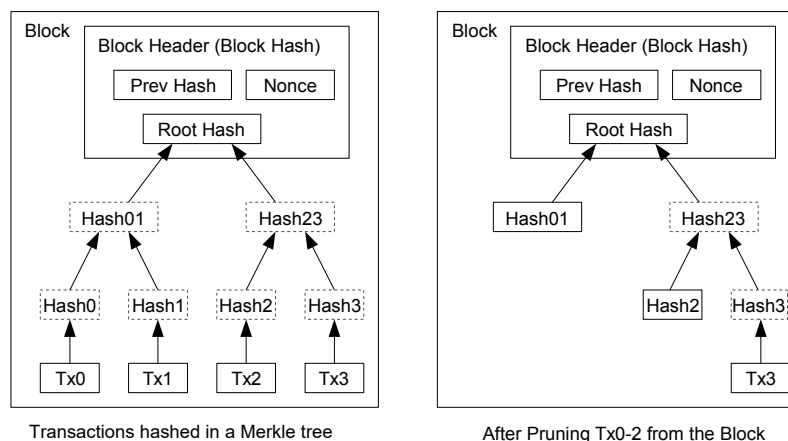 Block
Block Header (Block Hash)
Prev Hash
Nonce
Root Hash
Hash01
Hash23
Hash0
Hash1
Hash2
Hash3
Tx0
Tx1
Tx2
Tx3
Transactions hashed in a Merkle tree
Block
Block Header (Block Hash)
Prev Hash
Nonce
Root Hash
Hash01
Hash23
Hash2
Hash3
Tx3
After Pruning Tx0-2 from the Block